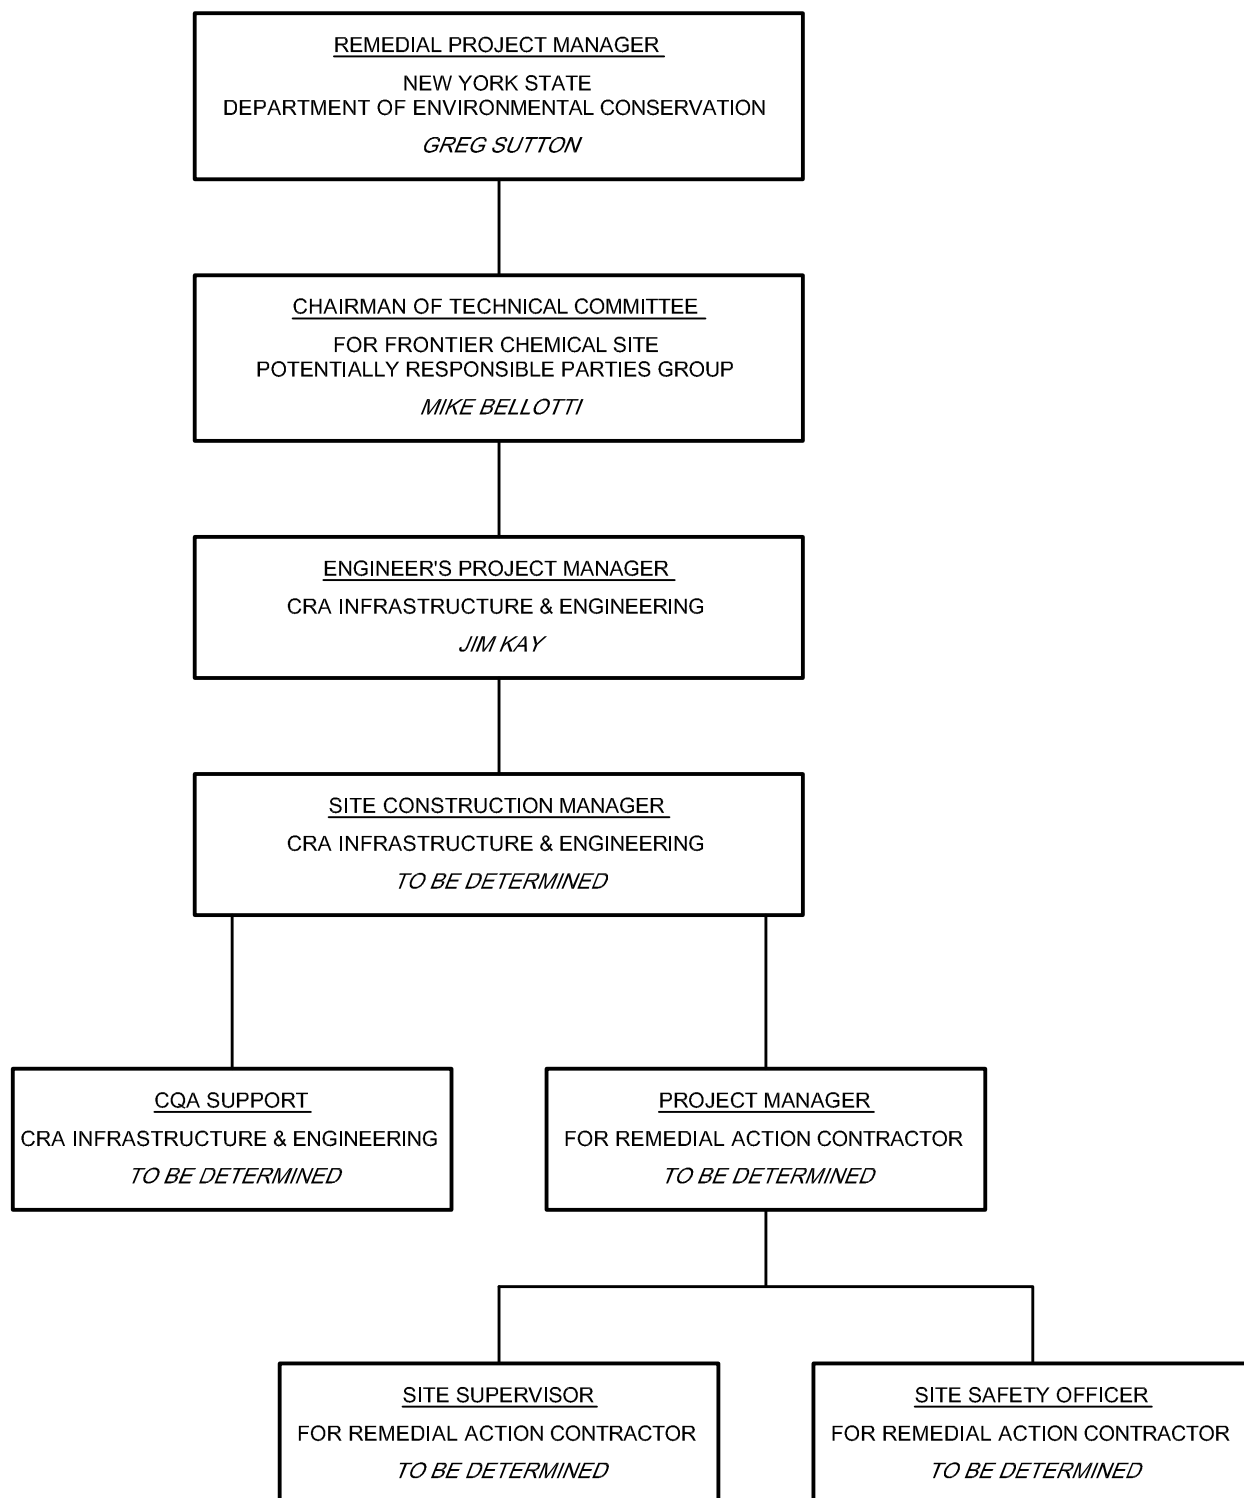 REMEDIAL PROJECT MANAGER
NEW YORK STATE
DEPARTMENT OF ENVIRONMENTAL CONSERVATION
GREG SUTTON
CHAIRMAN OF TECHNICAL COMMITTEE
FOR FRONTIER CHEMICAL SITE
POTENTIALLY RESPONSIBLE PARTIES GROUP
MIKE BELLOTTI
ENGINEER'S PROJECT MANAGER
CRA INFRASTRUCTURE & ENGINEERING
JIM KAY
SITE CONSTRUCTION MANAGER
CRA INFRASTRUCTURE & ENGINEERING
TO BE DETERMINED
CQA SUPPORT
CRA INFRASTRUCTURE & ENGINEERING
TO BE DETERMINED
PROJECT MANAGER
FOR REMEDIAL ACTION CONTRACTOR
TO BE DETERMINED
SITE SUPERVISOR
FOR REMEDIAL ACTION CONTRACTOR
TO BE DETERMINED
SITE SAFETY OFFICER
FOR REMEDIAL ACTION CONTRACTOR
TO BE DETERMINED